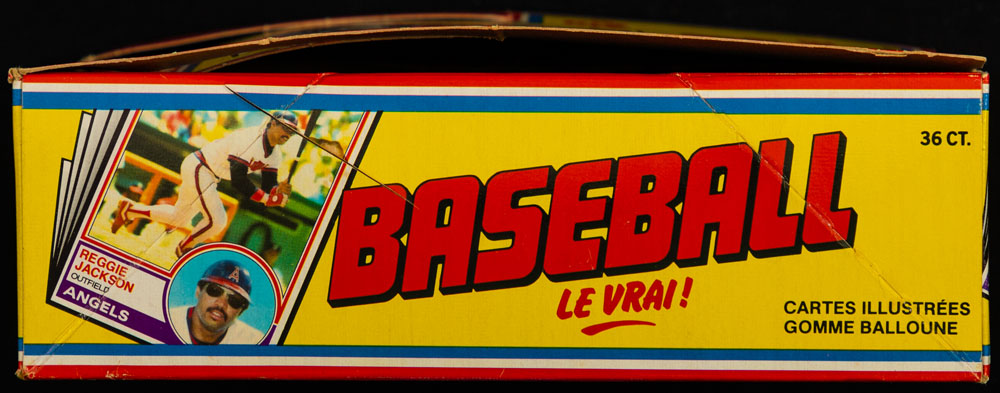 REGGIE
JACKSON
OUTFIELD
ANGELS
A
BASEBALL
LE VRAI!
36 CT.
CARTES ILLUSTRÉES
GOMME BALLOUNE